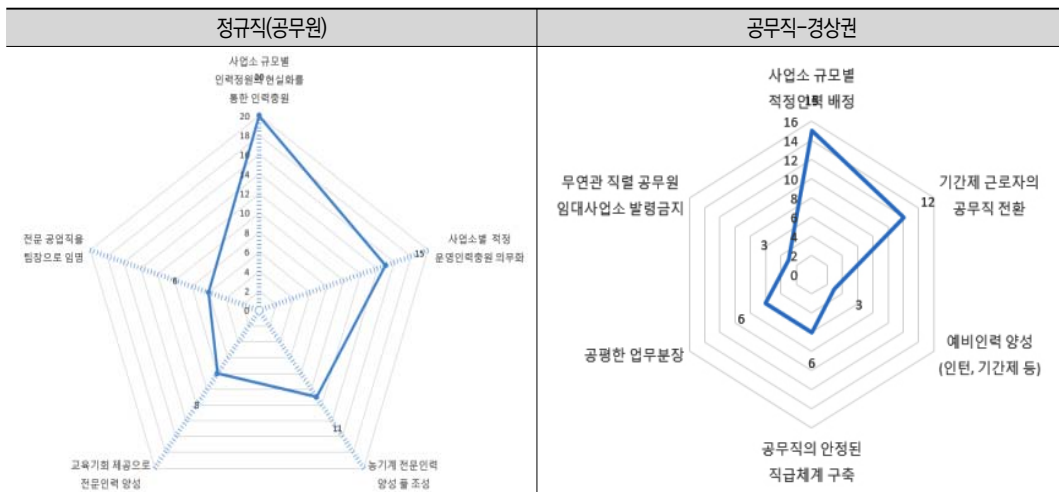 정규직(공무원)
공무직-경상권
사업소 규모별
인력정원의 현실화를
통한 인력충원
20
20
18
16
14
12
10
8
6
4
2
0
사업소별 적정
운영인력충원 의무화
15
농기계 전문인력
양성 풀 조성
11
교육기회 제공으로
전문인력 양성
8
전문 공업직을
팀장으로 임명
6
사업소 규모별
적정인력 배정
15
16
14
12
10
8
6
4
2
0
기간제 근로자의
공무직 전환
12
예비인력 양성
(인턴, 기간제 등)
3
공무직의 안정된
직급체계 구축
6
공평한 업무분장
6
무연관 직렬 공무원
임대사업소 발령금지
3